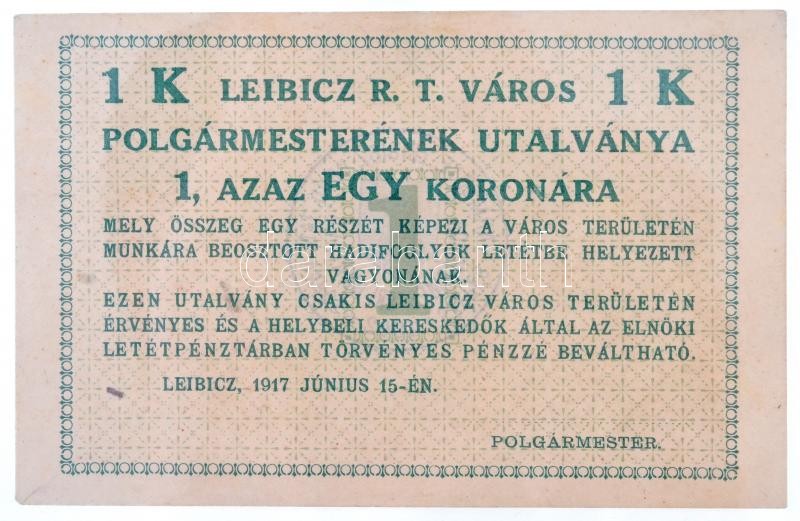 1 K LEIBICZ R. T. VÁROS 1 K
POLGÁRMESTERÉNEK UTALVÁNYA
1, AZAZ EGY KORONÁRA
MELY ÖSSZEG EGY RÉSZÉT KÉPEZI A VÁROS TERÜLETÉN
MUNKÁRA BEOSZTOTT HADIFOGLYOK LETÉTBE HELYEZETT
VAGYONÁNAK.
EZEN UTALVÁNY CSAKIS LEIBICZ VÁROS TERÜLETÉN
ÉRVÉNYES ÉS A HELYBELI KERESKEDŐK ÁLTAL AZ ELNÖKI
LETÉTPÉNZTÁRBAN TÖRVÉNYES PÉNZZÉ BEVÁLTHATÓ.
LEIBICZ, 1917 JÚNIUS 15-ÉN.
POLGÁRMESTER.
1
darabanth